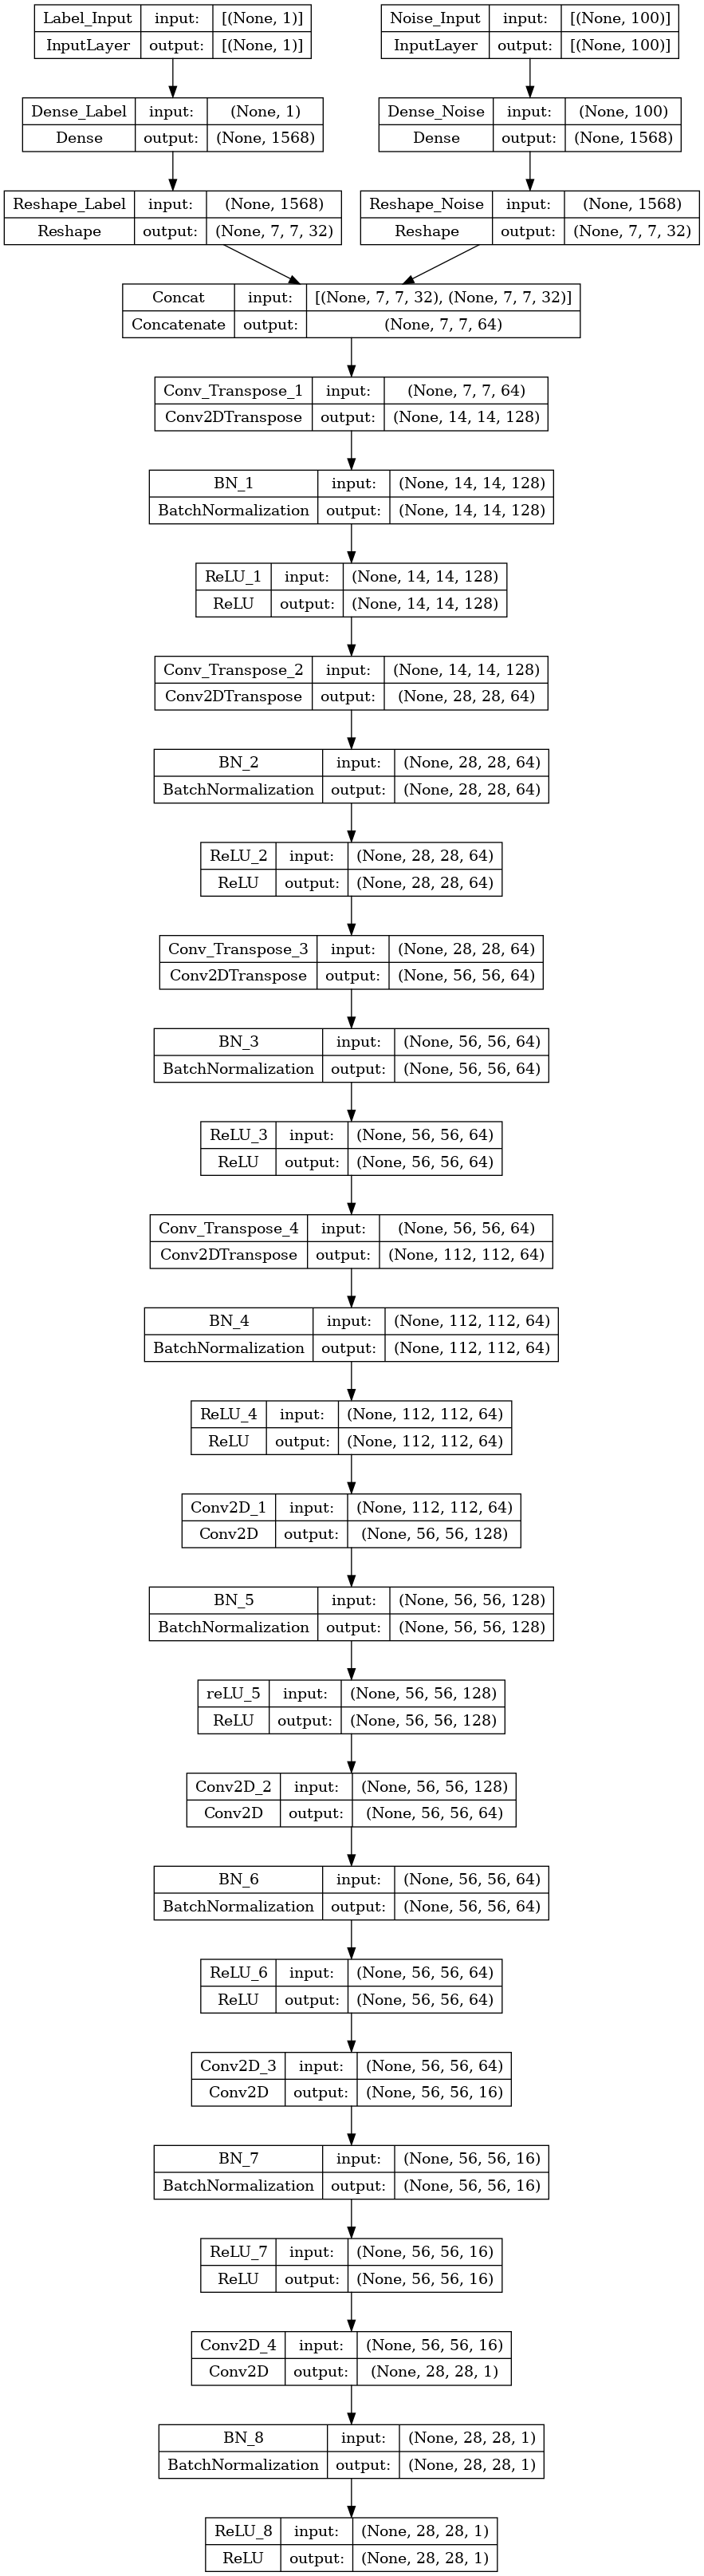 Label_Input input: [(None, 1)]
InputLayer output: [(None, 1)]
Noise_Input input: [(None, 100)]
InputLayer output: [(None, 100)]
Dense_Label input: (None, 1)
Dense output: (None, 1568)
Dense_Noise input: (None, 100)
Dense output: (None, 1568)
Reshape_Label input: (None, 1568)
Reshape output: (None, 7, 7, 32)
Reshape_Noise input: (None, 1568)
Reshape output: (None, 7, 7, 32)
Concat input: [(None, 7, 7, 32), (None, 7, 7, 32)]
Concatenate output: (None, 7, 7, 64)
Conv_Transpose_1 input: (None, 7, 7, 64)
Conv2DTranspose output: (None, 14, 14, 128)
BN_1 input: (None, 14, 14, 128)
BatchNormalization output: (None, 14, 14, 128)
ReLU_1 input: (None, 14, 14, 128)
ReLU output: (None, 14, 14, 128)
Conv_Transpose_2 input: (None, 14, 14, 128)
Conv2DTranspose output: (None, 28, 28, 64)
BN_2 input: (None, 28, 28, 64)
BatchNormalization output: (None, 28, 28, 64)
ReLU_2 input: (None, 28, 28, 64)
ReLU output: (None, 28, 28, 64)
Conv_Transpose_3 input: (None, 28, 28, 64)
Conv2DTranspose output: (None, 56, 56, 64)
BN_3 input: (None, 56, 56, 64)
BatchNormalization output: (None, 56, 56, 64)
ReLU_3 input: (None, 56, 56, 64)
ReLU output: (None, 56, 56, 64)
Conv_Transpose_4 input: (None, 56, 56, 64)
Conv2DTranspose output: (None, 112, 112, 64)
BN_4 input: (None, 112, 112, 64)
BatchNormalization output: (None, 112, 112, 64)
ReLU_4 input: (None, 112, 112, 64)
ReLU output: (None, 112, 112, 64)
Conv2D_1 input: (None, 112, 112, 64)
Conv2D output: (None, 56, 56, 128)
BN_5 input: (None, 56, 56, 128)
BatchNormalization output: (None, 56, 56, 128)
reLU_5 input: (None, 56, 56, 128)
ReLU output: (None, 56, 56, 128)
Conv2D_2 input: (None, 56, 56, 128)
Conv2D output: (None, 56, 56, 64)
BN_6 input: (None, 56, 56, 64)
BatchNormalization output: (None, 56, 56, 64)
ReLU_6 input: (None, 56, 56, 64)
ReLU output: (None, 56, 56, 64)
Conv2D_3 input: (None, 56, 56, 64)
Conv2D output: (None, 56, 56, 16)
BN_7 input: (None, 56, 56, 16)
BatchNormalization output: (None, 56, 56, 16)
ReLU_7 input: (None, 56, 56, 16)
ReLU output: (None, 56, 56, 16)
Conv2D_4 input: (None, 56, 56, 16)
Conv2D output: (None, 28, 28, 1)
BN_8 input: (None, 28, 28, 1)
BatchNormalization output: (None, 28, 28, 1)
ReLU_8 input: (None, 28, 28, 1)
ReLU output: (None, 28, 28, 1)